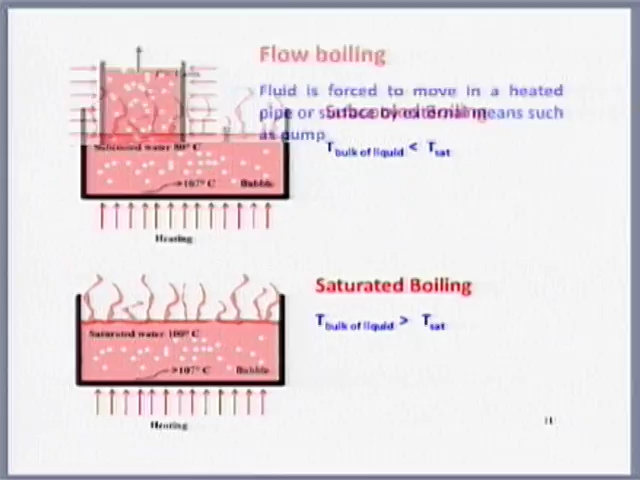 Flow boiling
Fluid is forced to move in a heated
pipe or surface by external means such
as pump
Subcooled Boiling
T bulk of liquid < T sat
Subcooled water 80° C
>107° C
Bubble
Heating
Saturated Boiling
T bulk of liquid > T sat
Saturated water 100° C
>107° C
Bubble
Heating